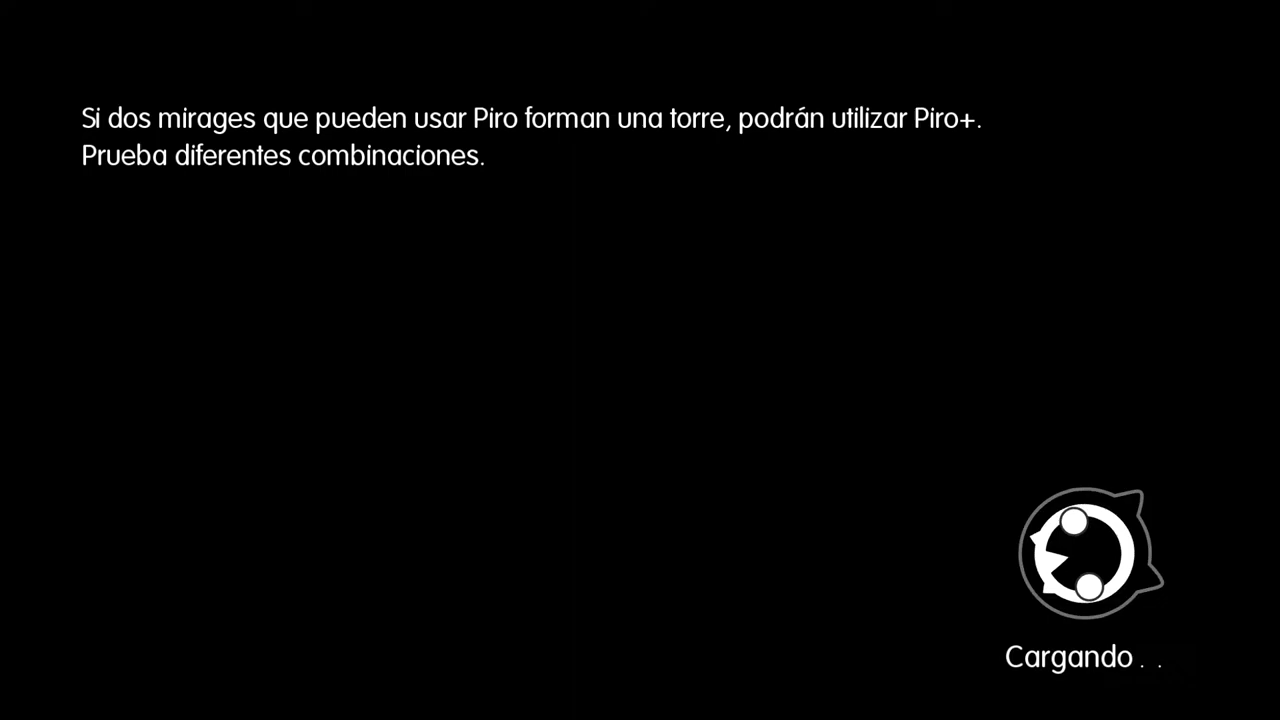 Si dos mirages que pueden usar Piro forman una torre, podrán utilizar Piro+.
Prueba diferentes combinaciones.
Cargando . .